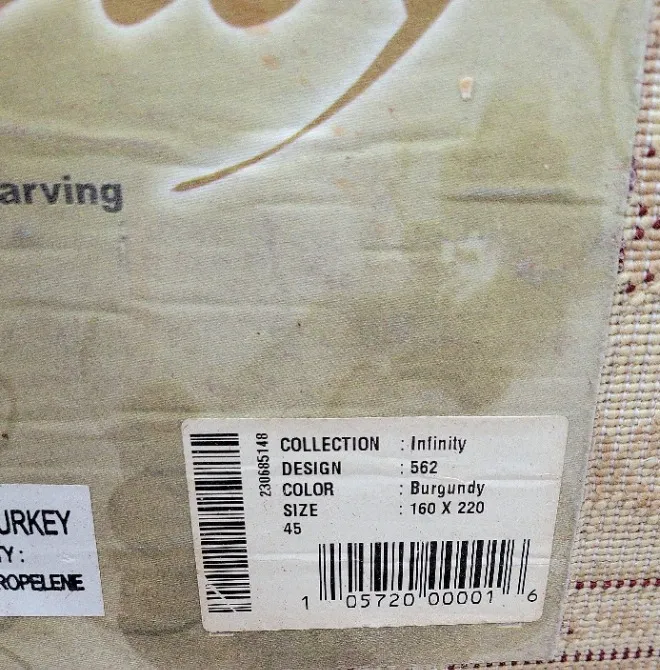 arving
230685148
COLLECTION : Infinity
DESIGN : 562
COLOR : Burgundy
SIZE : 160 X 220
45
1 05720 00001 6
URKEY
TY :
ROPELENE